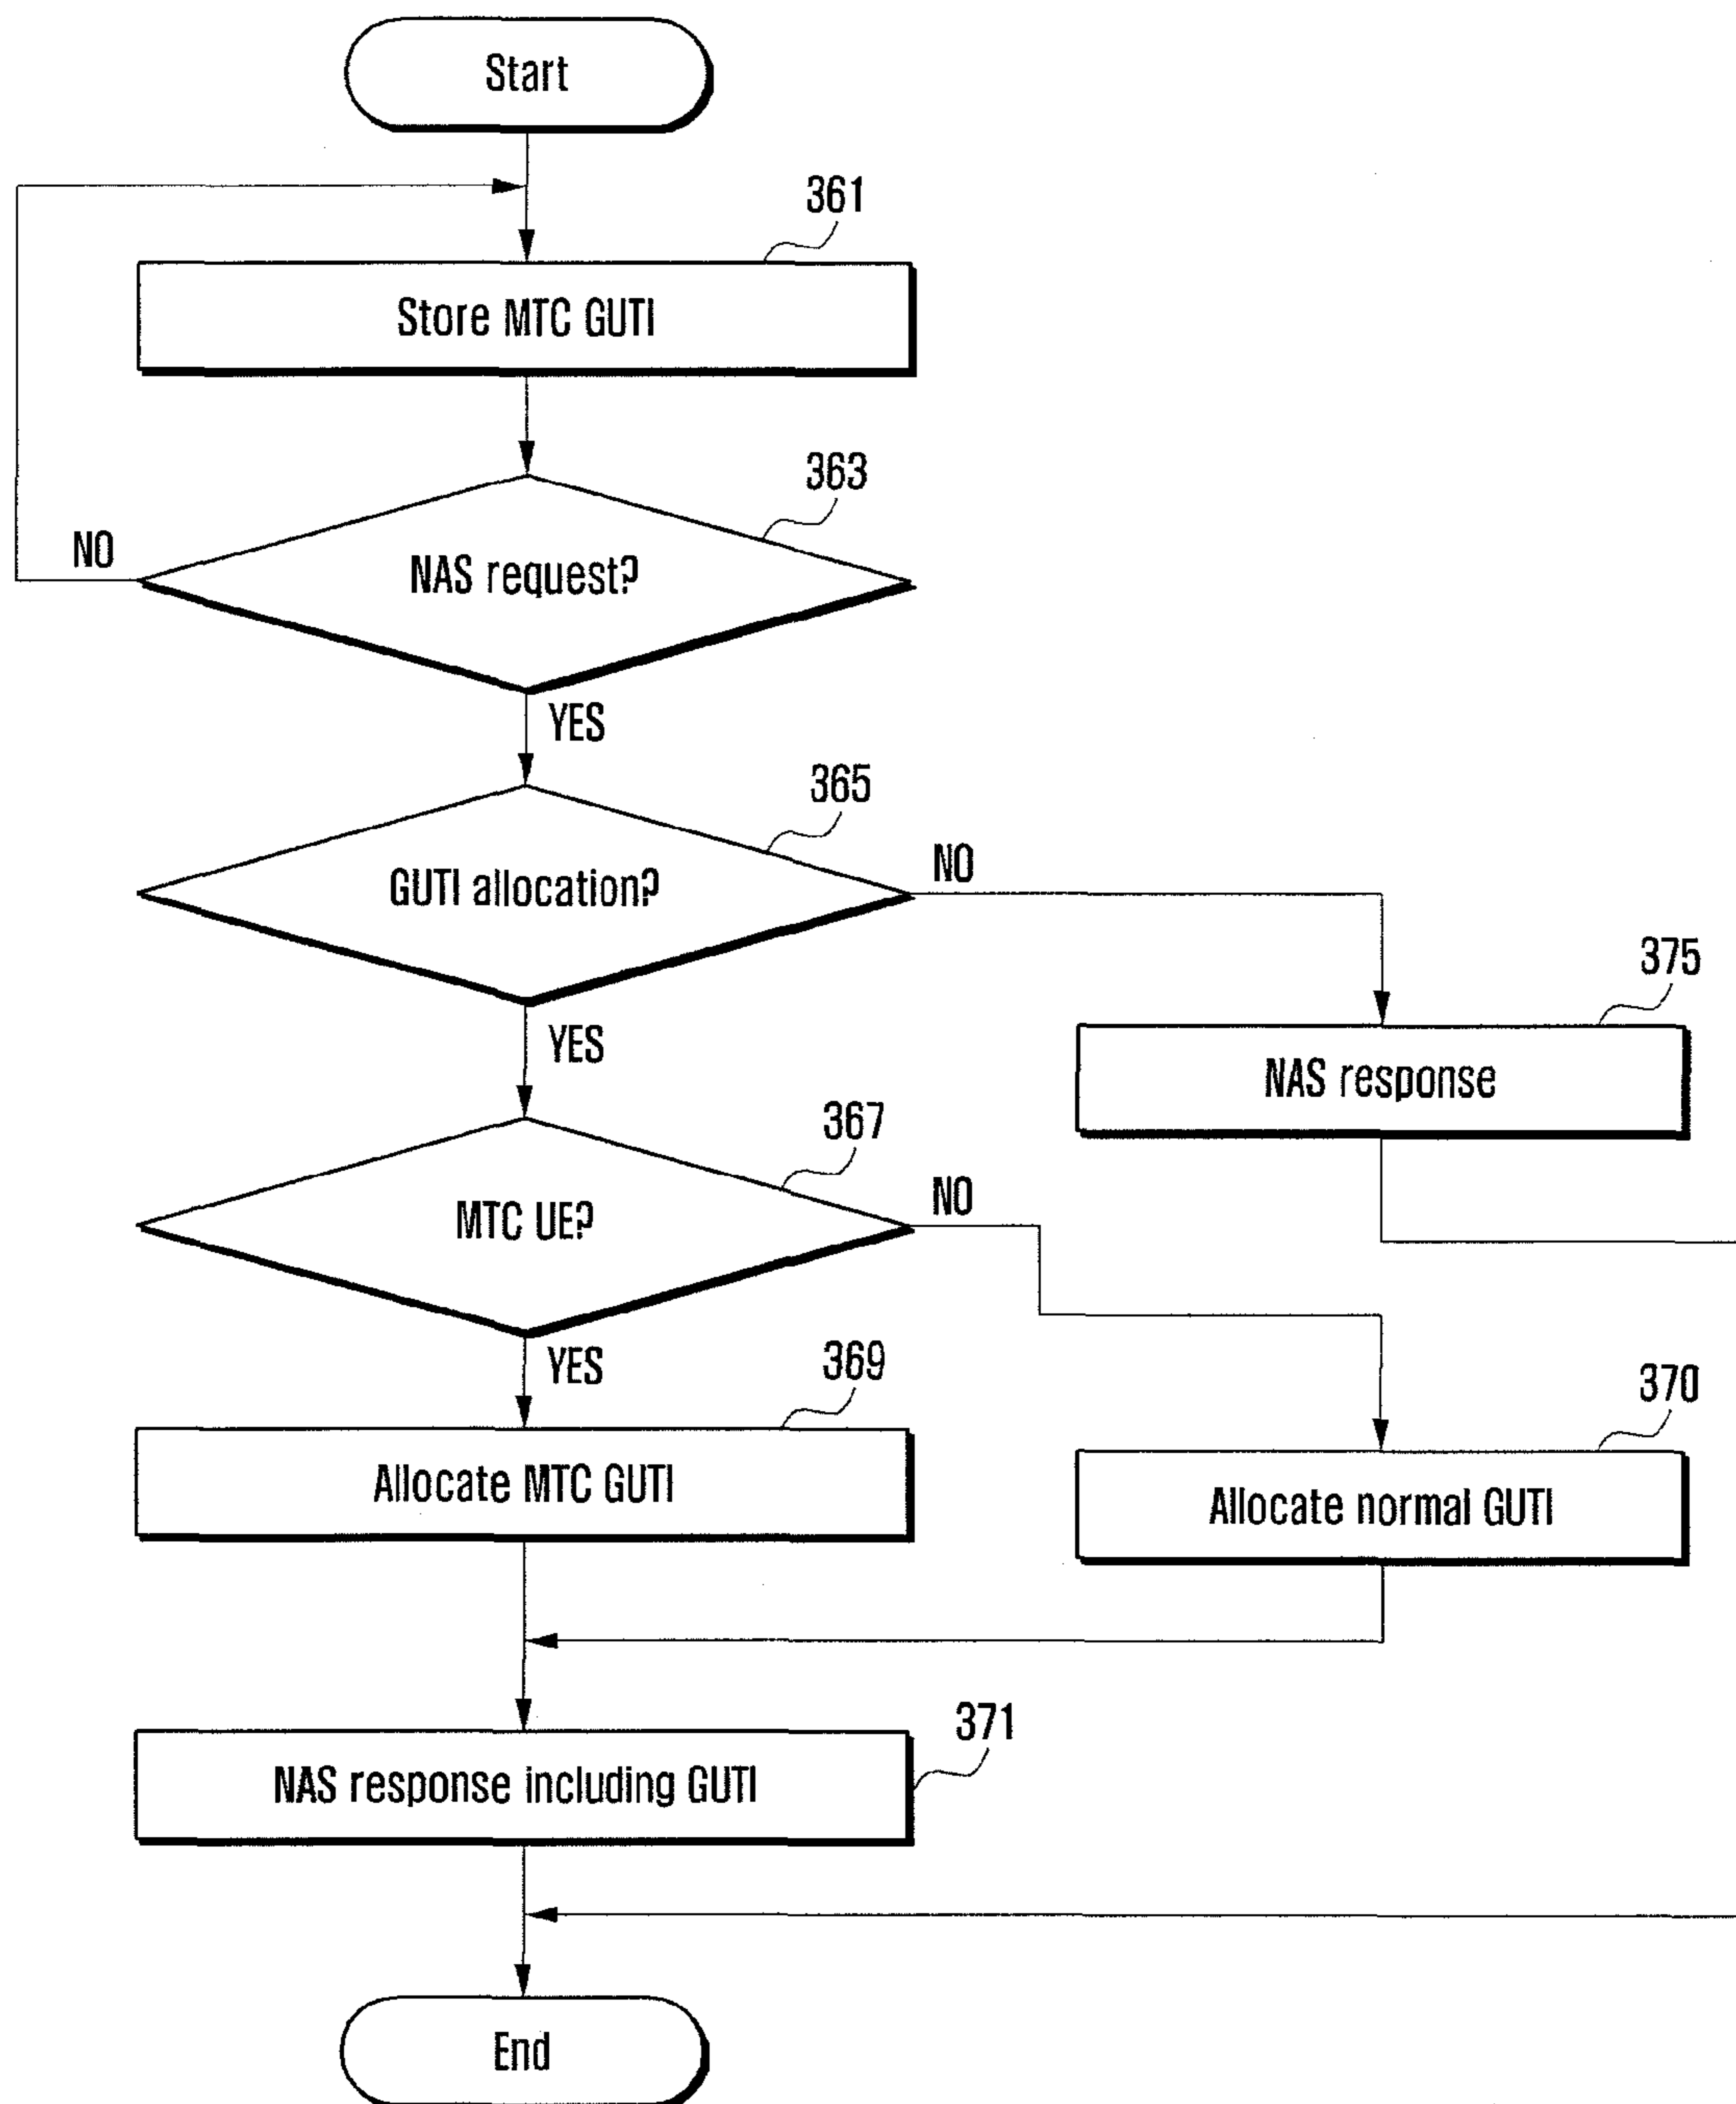 Start
361
Store MTC GUTI
363
NO
NAS request?
YES
365
GUTI allocation?
NO
375
NAS response
YES
367
MTC UE?
NO
YES
369
Allocate MTC GUTI
370
Allocate normal GUTI
371
NAS response including GUTI
End